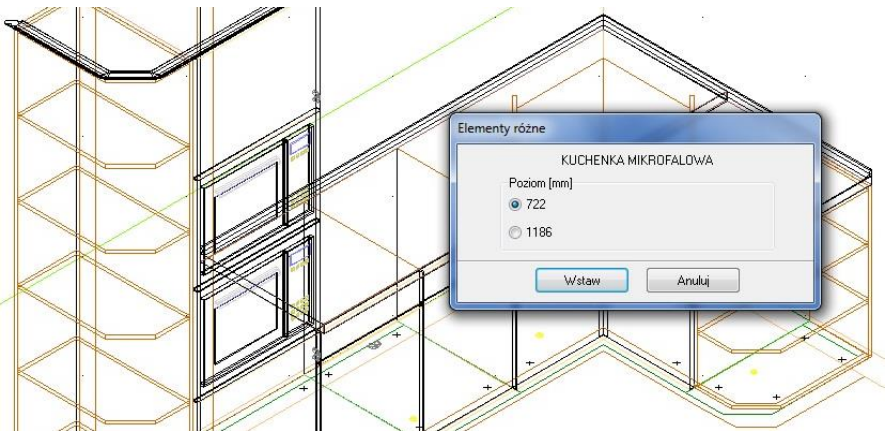 Elementy różne
KUCHENKA MIKROFALOWA
Poziom [mm]
722
1186
Wstaw
Anuluj